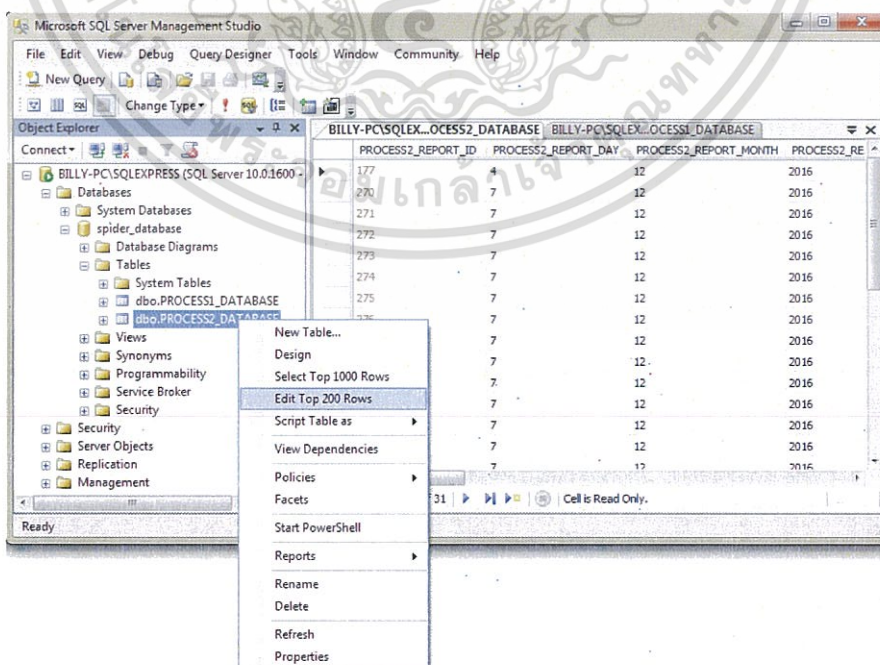 Microsoft SQL Server Management Studio
File Edit View Debug Query Designer Tools Window Community Help
New Query
Change Type
Object Explorer
Connect
BILLY-PC\SQLEXPRESS (SQL Server 10.0.1600 -
Databases
System Databases
spider_database
Database Diagrams
Tables
System Tables
dbo.PROCESS1_DATABASE
dbo.PROCESS2_DATABASE
Views
Synonyms
Programmability
Service Broker
Security
Security
Server Objects
Replication
Management
Ready
BILLY-PC\SQLEX...OCESS2_DATABASE BILLY-PC\SQLEX...OCESS1_DATABASE
PROCESS2_REPORT_ID PROCESS2_REPORT_DAY PROCESS2_REPORT_MONTH PROCESS2_RE
177 4 12 2016
270 7 12 2016
271 7 12 2016
272 7 12 2016
273 7 12 2016
274 7 12 2016
275 7 12 2016
276 7 12 2016
7 12 2016
7 12 2016
7 12 2016
7 12 2016
7 12 2016
7 12 2016
31 Cell is Read Only.
New Table...
Design
Select Top 1000 Rows
Edit Top 200 Rows
Script Table as
View Dependencies
Policies
Facets
Start PowerShell
Reports
Rename
Delete
Refresh
Properties